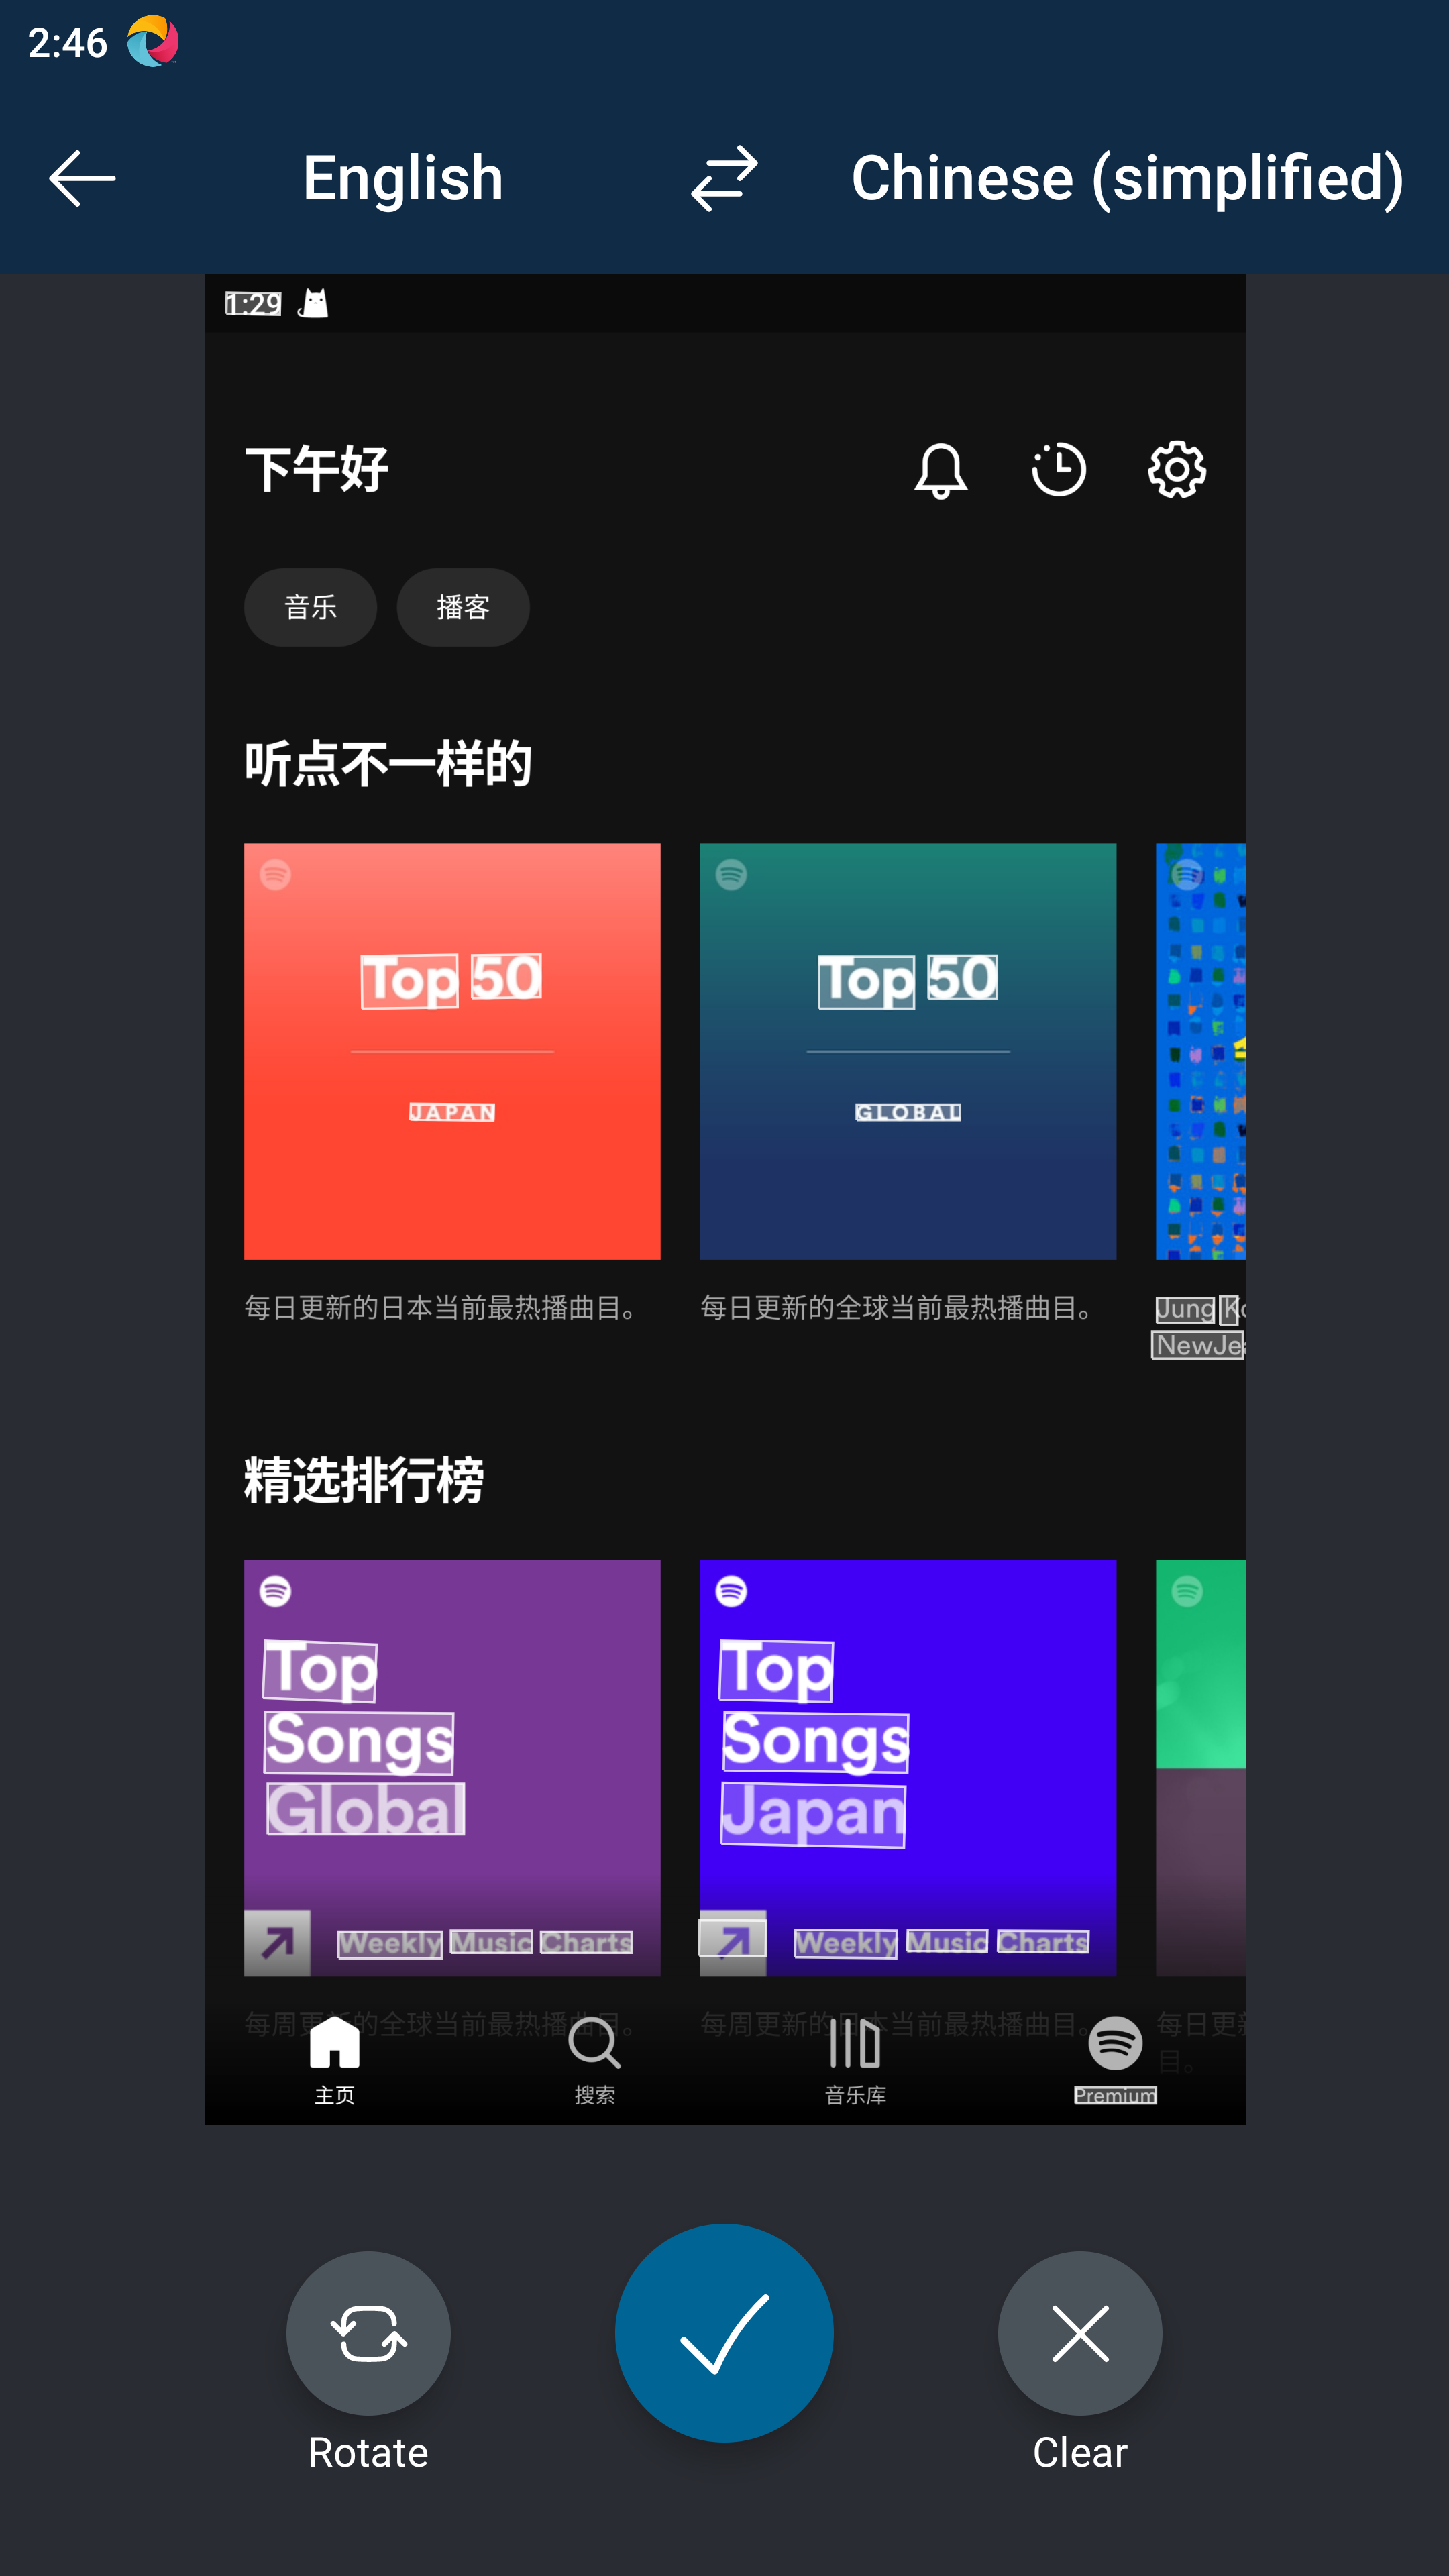 2:46
English
Chinese (simplified)
1:29
下午好
音乐
播客
听点不一样的
Top 50
JAPAN
Top 50
GLOBAL
每日更新的日本当前最热播曲目。
每日更新的全球当前最热播曲目。
Jung
NewJe
精选排行榜
Top
Songs
Global
Weekly Music Charts
Top
Songs
Japan
Weekly Music Charts
每周更新的全球当前最热播曲目。
每周更新的日本当前最热播曲目。
每日更
目。
主页
搜索
音乐库
Premium
Rotate
Clear